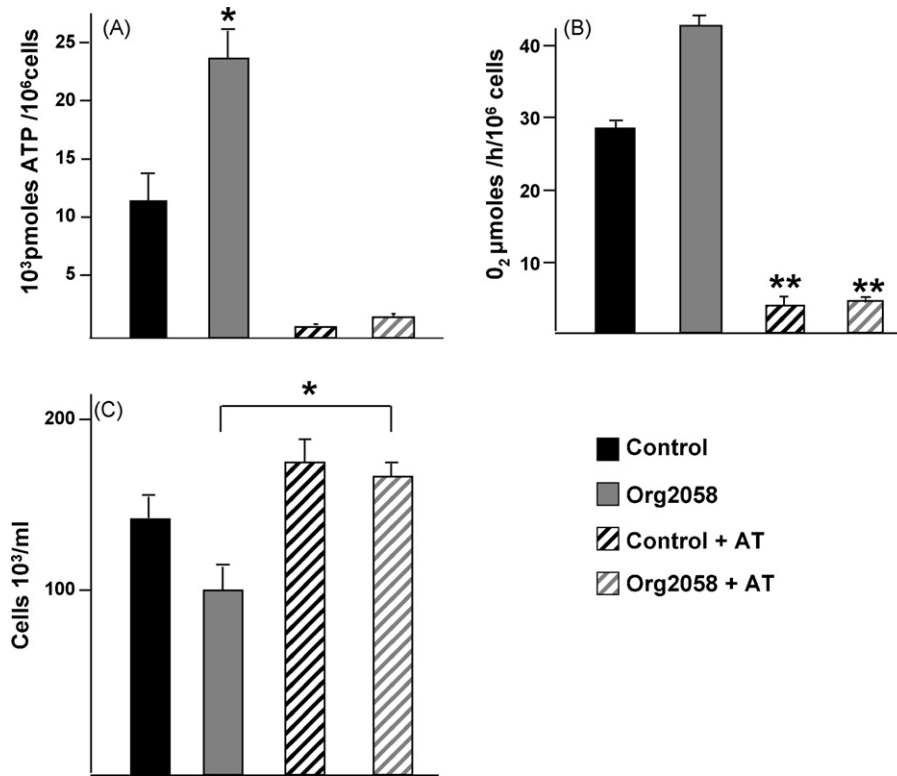 (A)
*
25
20
15
10
5
10³pmoles ATP /10⁶cells
(B)
40
30
20
10
0₂ µmoles /h/10⁶ cells
**
**
(C)
*
200
100
Cells 10³/ml
Control
Org2058
Control + AT
Org2058 + AT